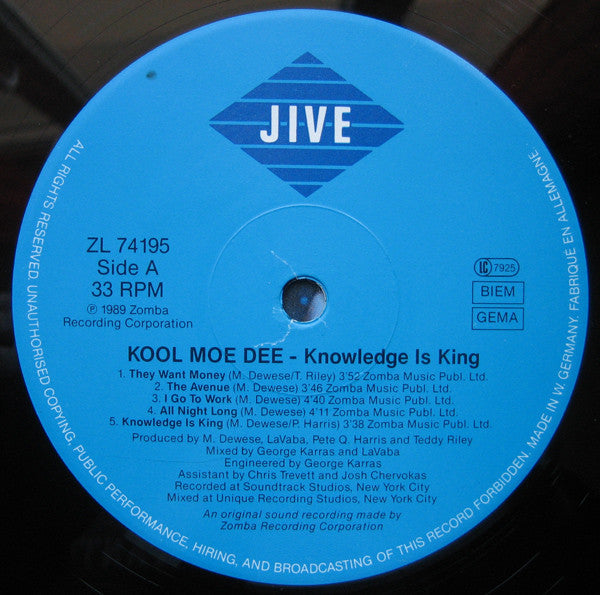 JIVE
ZL 74195
Side A
33 RPM
℗ 1989 Zomba
Recording Corporation
LC 7925
BIEM
GEMA
KOOL MOE DEE - Knowledge Is King
1. They Want Money (M. Dewese/T. Riley) 3'52 Zomba Music Publ. Ltd.
2. The Avenue (M. Dewese) 3'46 Zomba Music Publ. Ltd.
3. I Go To Work (M. Dewese) 4'40 Zomba Music Publ. Ltd.
4. All Night Long (M. Dewese) 4'11 Zomba Music Publ. Ltd.
5. Knowledge Is King (M. Dewese/P. Harris) 3'38 Zomba Music Publ. Ltd.
Produced by M. Dewese, LaVaba, Pete Q. Harris and Teddy Riley
Mixed by George Karras and LaVaba
Engineered by George Karras
Assistant by Chris Trevett and Josh Chervokas
Recorded at Soundtrack Studios, New York City
Mixed at Unique Recording Studios, New York City
An original sound recording made by
Zomba Recording Corporation
ALL RIGHTS RESERVED. UNAUTHORISED COPYING, PUBLIC PERFORMANCE, HIRING, AND BROADCASTING OF THIS RECORD FORBIDDEN. MADE IN W. GERMANY. FABRIQUÉ EN ALLEMAGNE